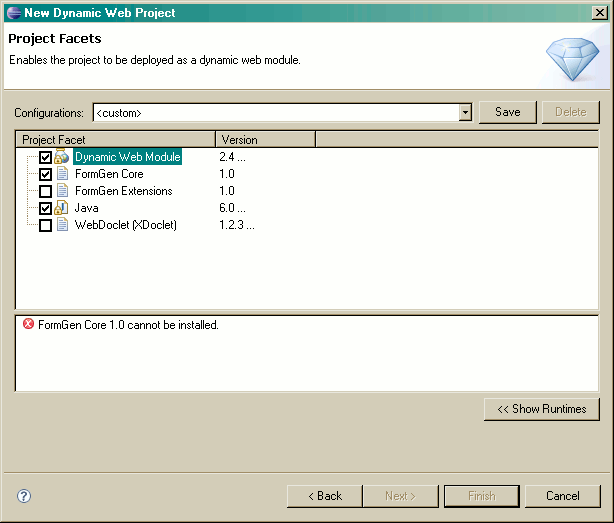 New Dynamic Web Project
Project Facets
Enables the project to be deployed as a dynamic web module.
Configurations: <custom> Save Delete
Project Facet Version
Dynamic Web Module 2.4 ...
FormGen Core 1.0
FormGen Extensions 1.0
Java 6.0 ...
WebDoclet (XDoclet) 1.2.3 ...
FormGen Core 1.0 cannot be installed.
<< Show Runtimes
? < Back Next > Finish Cancel